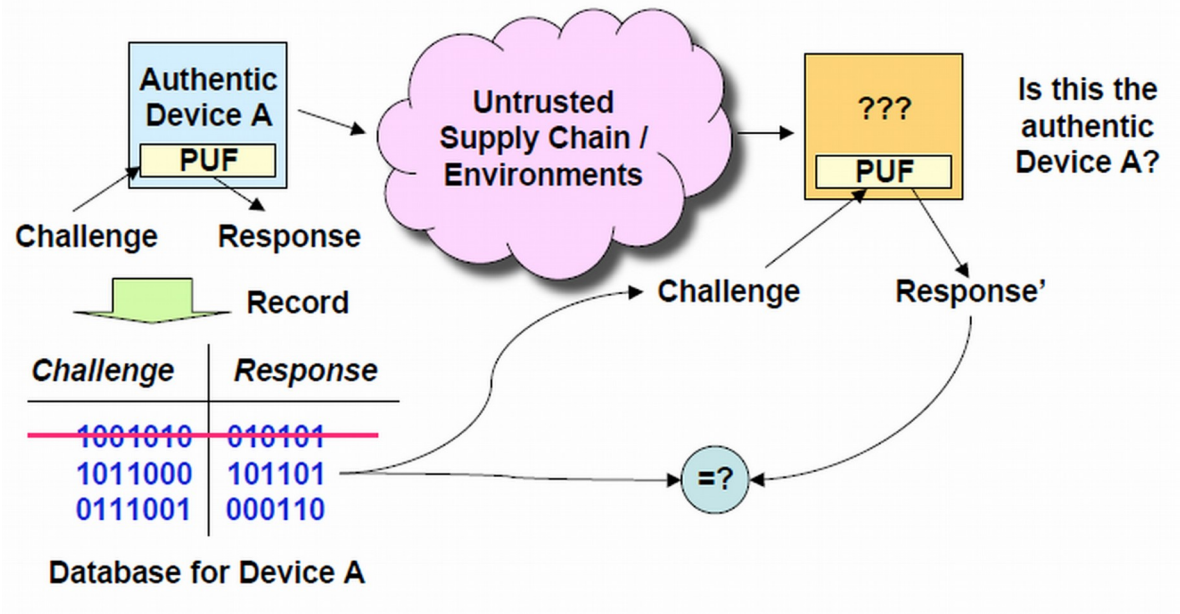 Authentic
Device A
PUF
Challenge
Response
Record
Untrusted
Supply Chain /
Environments
???
PUF
Is this the
authentic
Device A?
Challenge
Response’
Challenge Response
1001010 010101
1011000 101101
0111001 000110
=?
Database for Device A